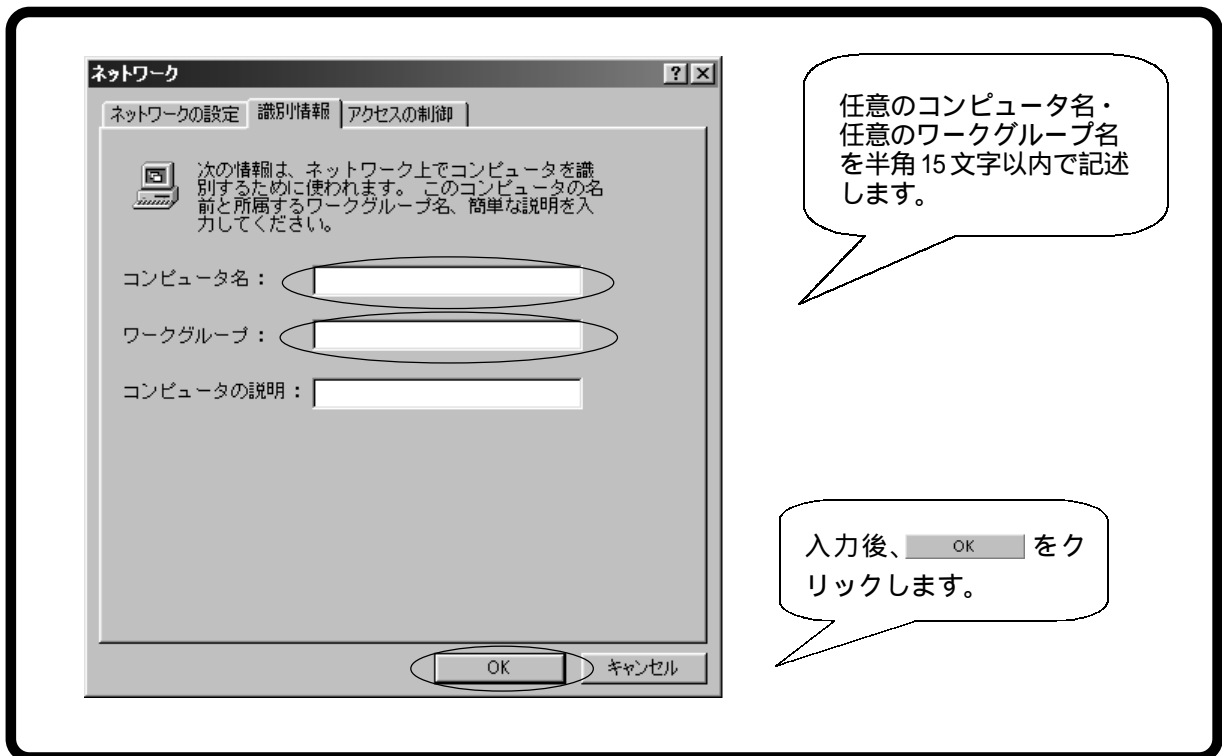 ネットワーク
ネットワークの設定 識別情報 アクセスの制御
次の情報は、ネットワーク上でコンピュータを識
別するために使われます。 このコンピュータの名
前と所属するワークグループ名、簡単な説明を入
力してください。
コンピュータ名：
ワークグループ：
コンピュータの説明：
OK キャンセル
任意のコンピュータ名・
任意のワークグループ名
を半角15文字以内で記述
します。
入力後、 OK をク
リックします。